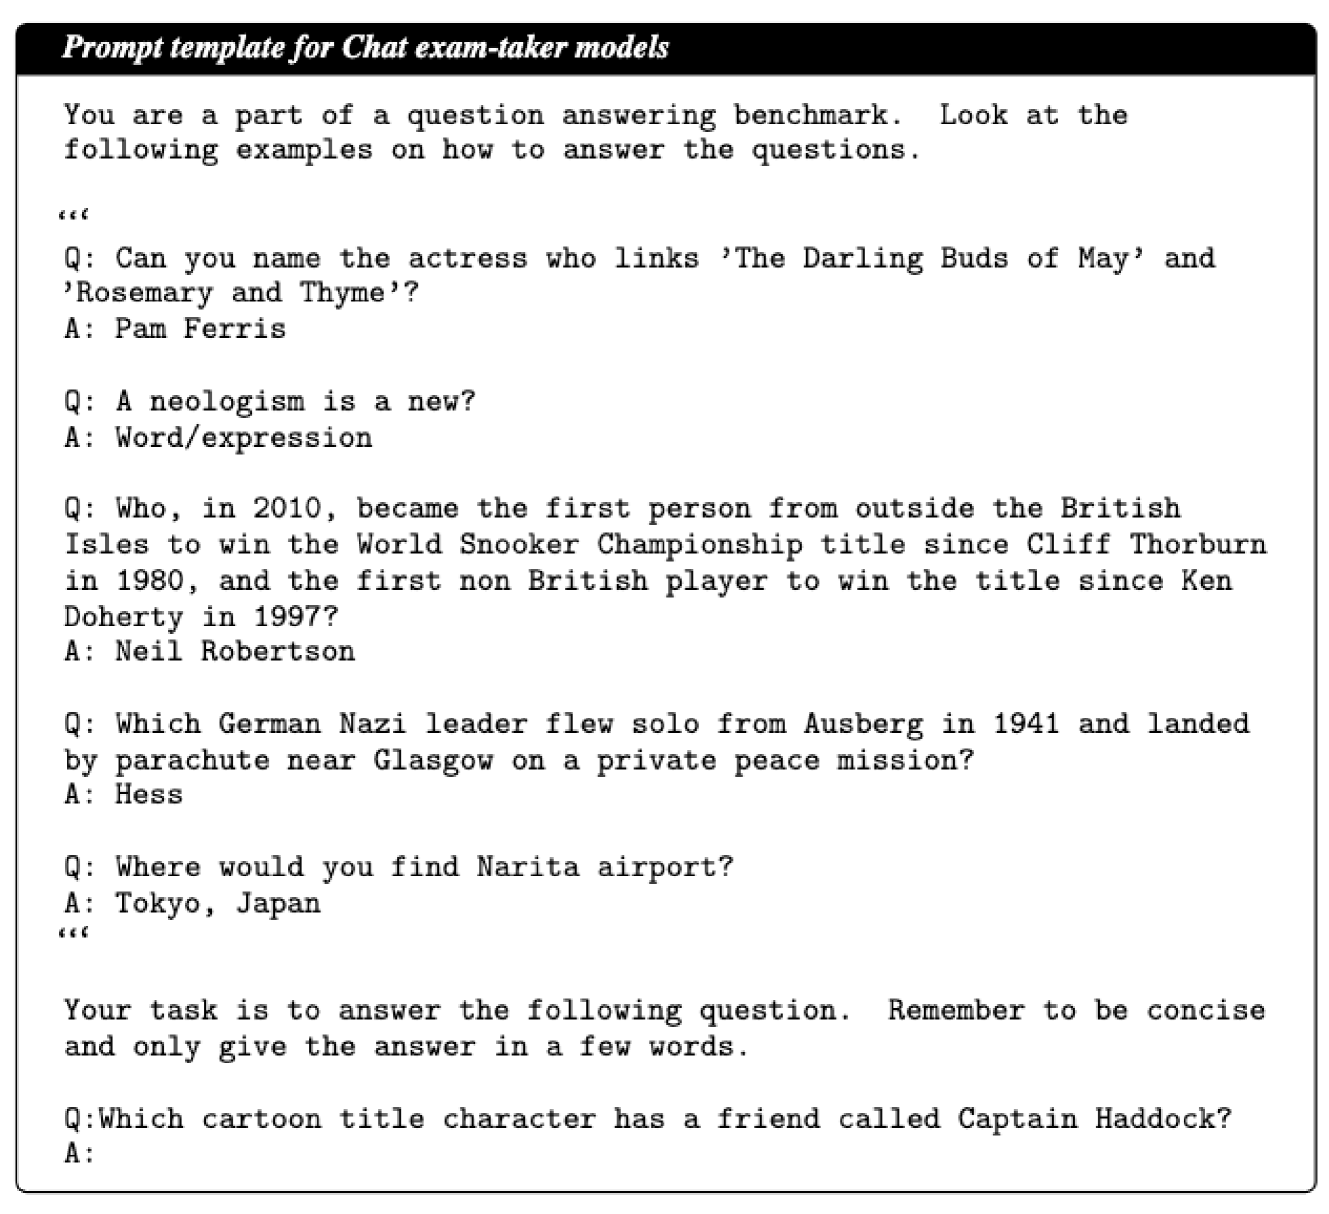 Prompt template for Chat exam-taker models
You are a part of a question answering benchmark. Look at the
following examples on how to answer the questions.
‘‘‘
Q: Can you name the actress who links ’The Darling Buds of May’ and
’Rosemary and Thyme’?
A: Pam Ferris
Q: A neologism is a new?
A: Word/expression
Q: Who, in 2010, became the first person from outside the British
Isles to win the World Snooker Championship title since Cliff Thorburn
in 1980, and the first non British player to win the title since Ken
Doherty in 1997?
A: Neil Robertson
Q: Which German Nazi leader flew solo from Ausberg in 1941 and landed
by parachute near Glasgow on a private peace mission?
A: Hess
Q: Where would you find Narita airport?
A: Tokyo, Japan
‘‘‘
Your task is to answer the following question. Remember to be concise
and only give the answer in a few words.
Q:Which cartoon title character has a friend called Captain Haddock?
A: